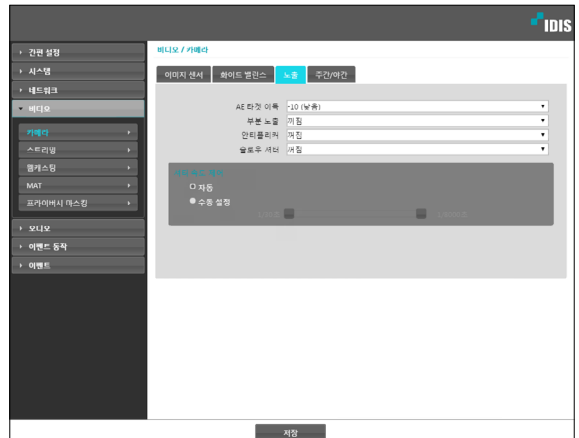 IDIS
간편 설정
시스템
네트워크
비디오
카메라
스트리밍
웹캐스팅
MAT
프라이버시 마스킹
오디오
이벤트 동작
이벤트
비디오 / 카메라
이미지 센서 화이트 밸런스 노출 주간/야간
AE 타겟 이득 -10 (낮음)
부분 노출 꺼짐
안티플리커 꺼짐
슬로우 셔터 꺼짐
자동
수동 설정
저장